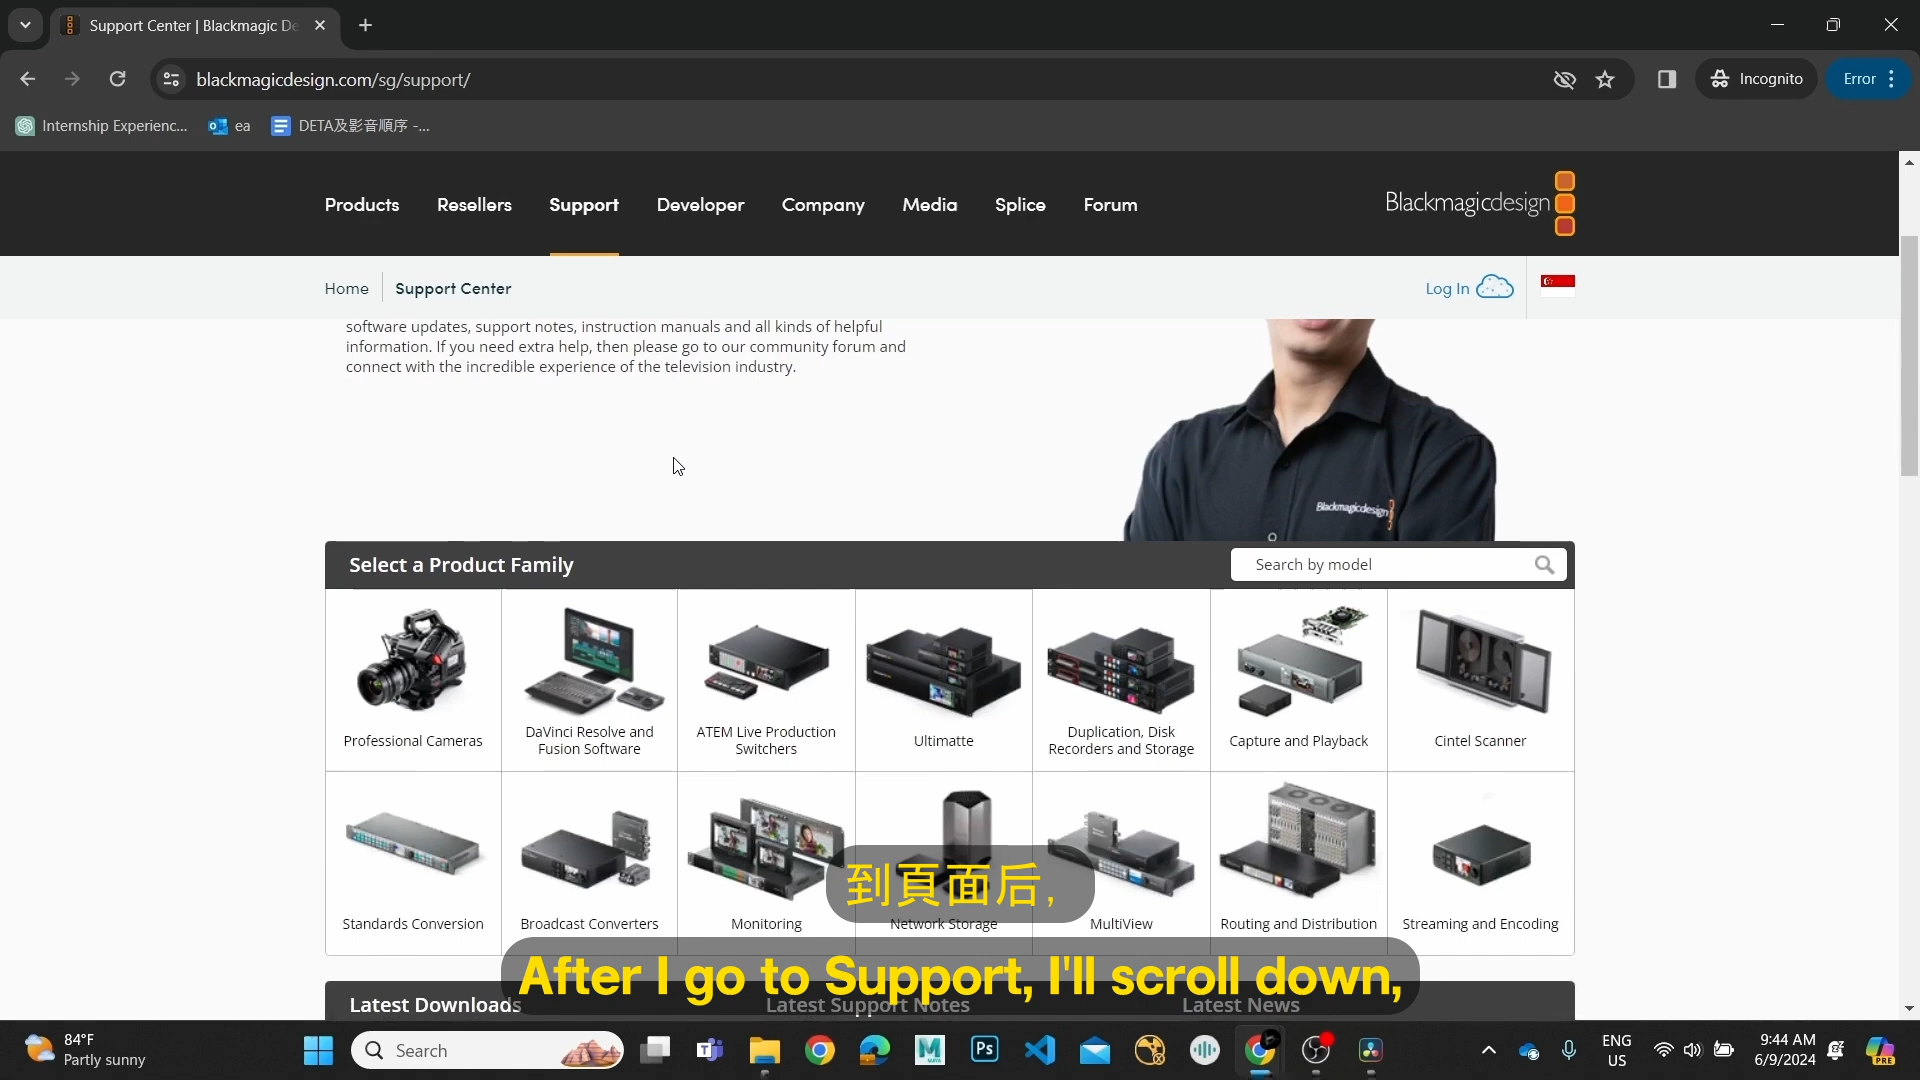 Support Center | Blackmagic De
blackmagicdesign.com/sg/support/
Incognito
Error
Internship Experienc...
ea
DETA及影音順序 -...
Products
Resellers
Support
Developer
Company
Media
Splice
Forum
Blackmagicdesign
Home
Support Center
Log In
software updates, support notes, instruction manuals and all kinds of helpful
information. If you need extra help, then please go to our community forum and
connect with the incredible experience of the television industry.
Blackmagicdesign
Select a Product Family
Search by model
Professional Cameras
DaVinci Resolve and
Fusion Software
ATEM Live Production
Switchers
Ultimatte
Duplication, Disk
Recorders and Storage
Capture and Playback
Cintel Scanner
Standards Conversion
Broadcast Converters
Monitoring
Network Storage
MultiView
Routing and Distribution
Streaming and Encoding
到頁面后,
After I go to Support, I'll scroll down,
Latest Downloads
Latest Support Notes
Latest News
84°F
Partly sunny
Search
Ps
ENG
US
9:44 AM
6/9/2024
PRE